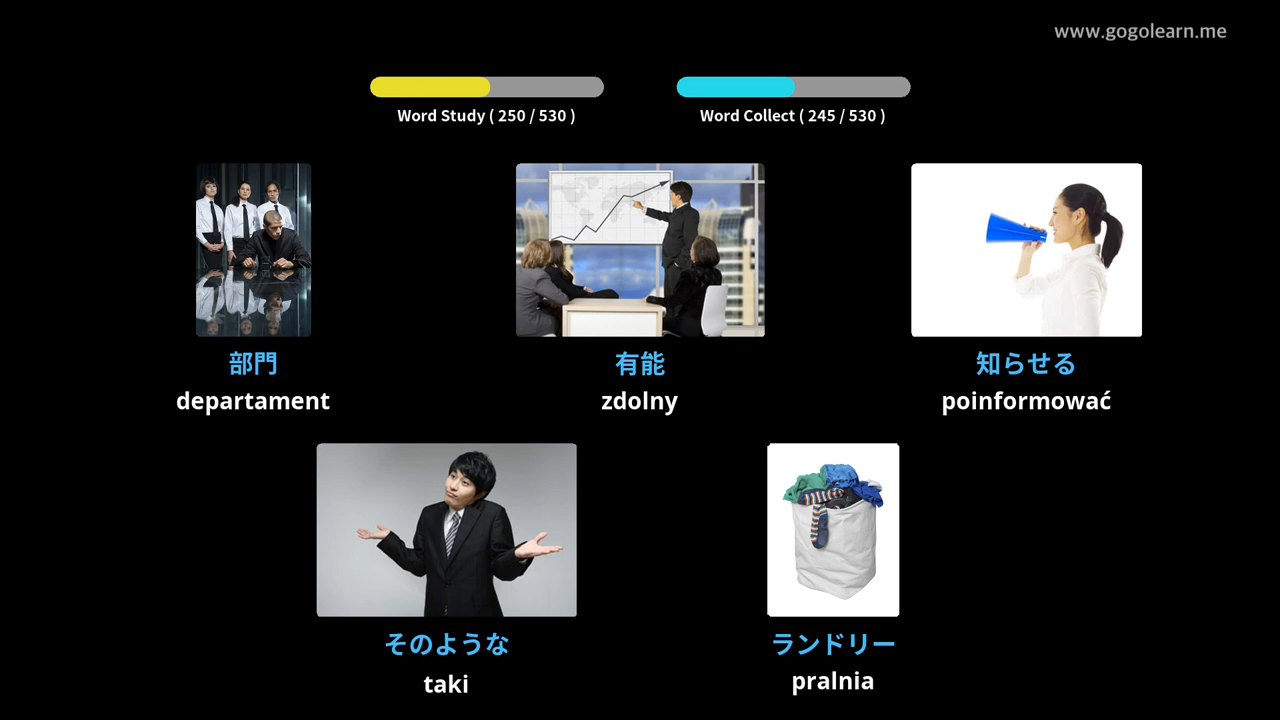 www.gogolearn.me
Word Study ( 250 / 530 )
Word Collect ( 245 / 530 )
部門
departament
有能
zdolny
知らせる
poinformować
そのような
taki
ランドリー
pralnia